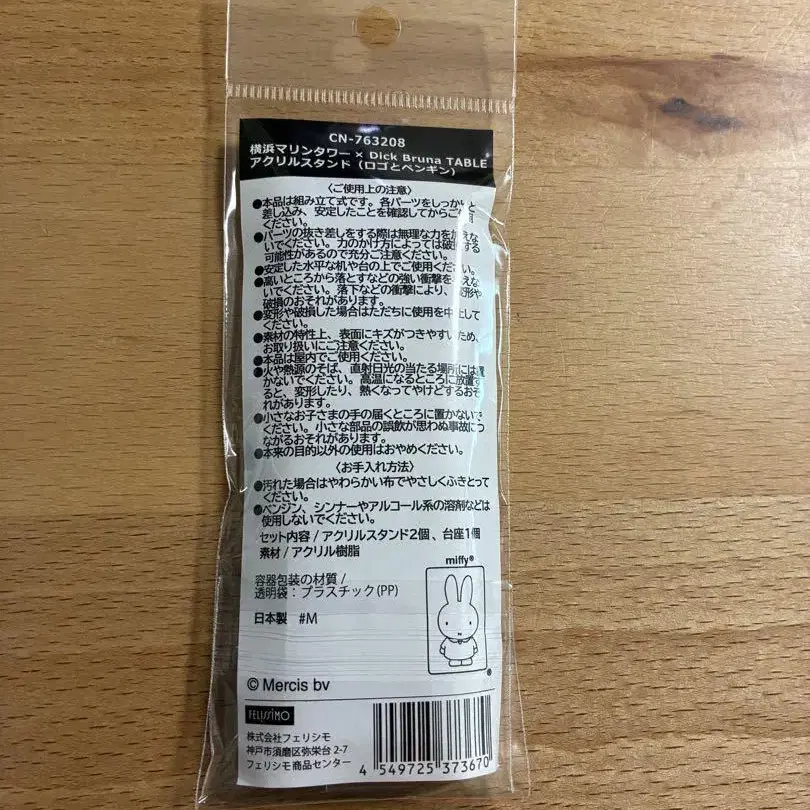 CN-763208
横浜マリンタワー × Dick Bruna TABLE
アクリルスタンド（ロゴとペンギン）
〈ご使用上の注意〉
●本品は組み立て式です。各パーツをしっかりと
差し込み、安定したことを確認してからご使用
ください。
●パーツの抜き差しをする際は無理な力を加えな
いでください。力のかけ方によっては破損する
可能性があるので充分ご注意ください。
●安定した水平な机や台の上でご使用ください。
●高いところから落とすなどの強い衝撃を与えな
いでください。落下などの衝撃により、変形や
破損のおそれがあります。
●変形や破損した場合はただちに使用を中止して
ください。
●素材の特性上、表面にキズがつきやすいため、
お取り扱いにご注意ください。
●本品は屋内でご使用ください。
●火や熱源のそば、直射日光の当たる場所には置
かないでください。高温になるところに放置す
ると、変形したり、熱くなってやけどするおそ
れがあります。
●小さなお子さまの手の届くところに置かないで
ください。小さな部品の誤飲が思わぬ事故につ
ながるおそれがあります。
●本来の目的以外の使用はおやめください。
〈お手入れ方法〉
●汚れた場合はやわらかい布でやさしくふきとって
ください。
●ベンジン、シンナーやアルコール系の溶剤などは
使用しないでください。
セット内容 / アクリルスタンド2個、台座1個
素材 / アクリル樹脂
miffy®
容器包装の材質 /
透明袋：プラスチック(PP)
日本製 #M
© Mercis bv
FELISSIMO
株式会社フェリシモ
神戸市須磨区弥栄台 2-7
フェリシモ商品センター
4 549725 373670